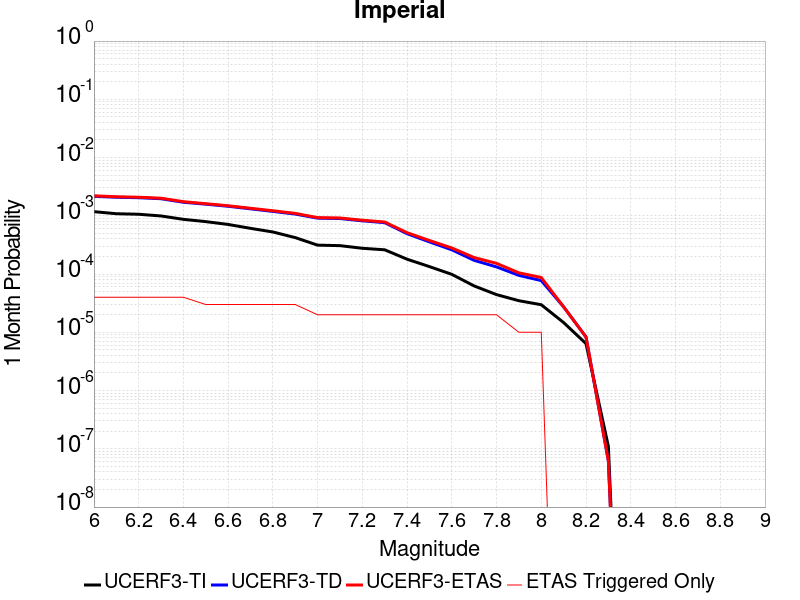 Imperial
10 0
10 -1
10 -2
10 -3
10 -4
10 -5
10 -6
10 -7
10 -8
1 Month Probability
6 6.2 6.4 6.6 6.8 7 7.2 7.4 7.6 7.8 8 8.2 8.4 8.6 8.8 9
Magnitude
UCERF3-TI UCERF3-TD UCERF3-ETAS ETAS Triggered Only